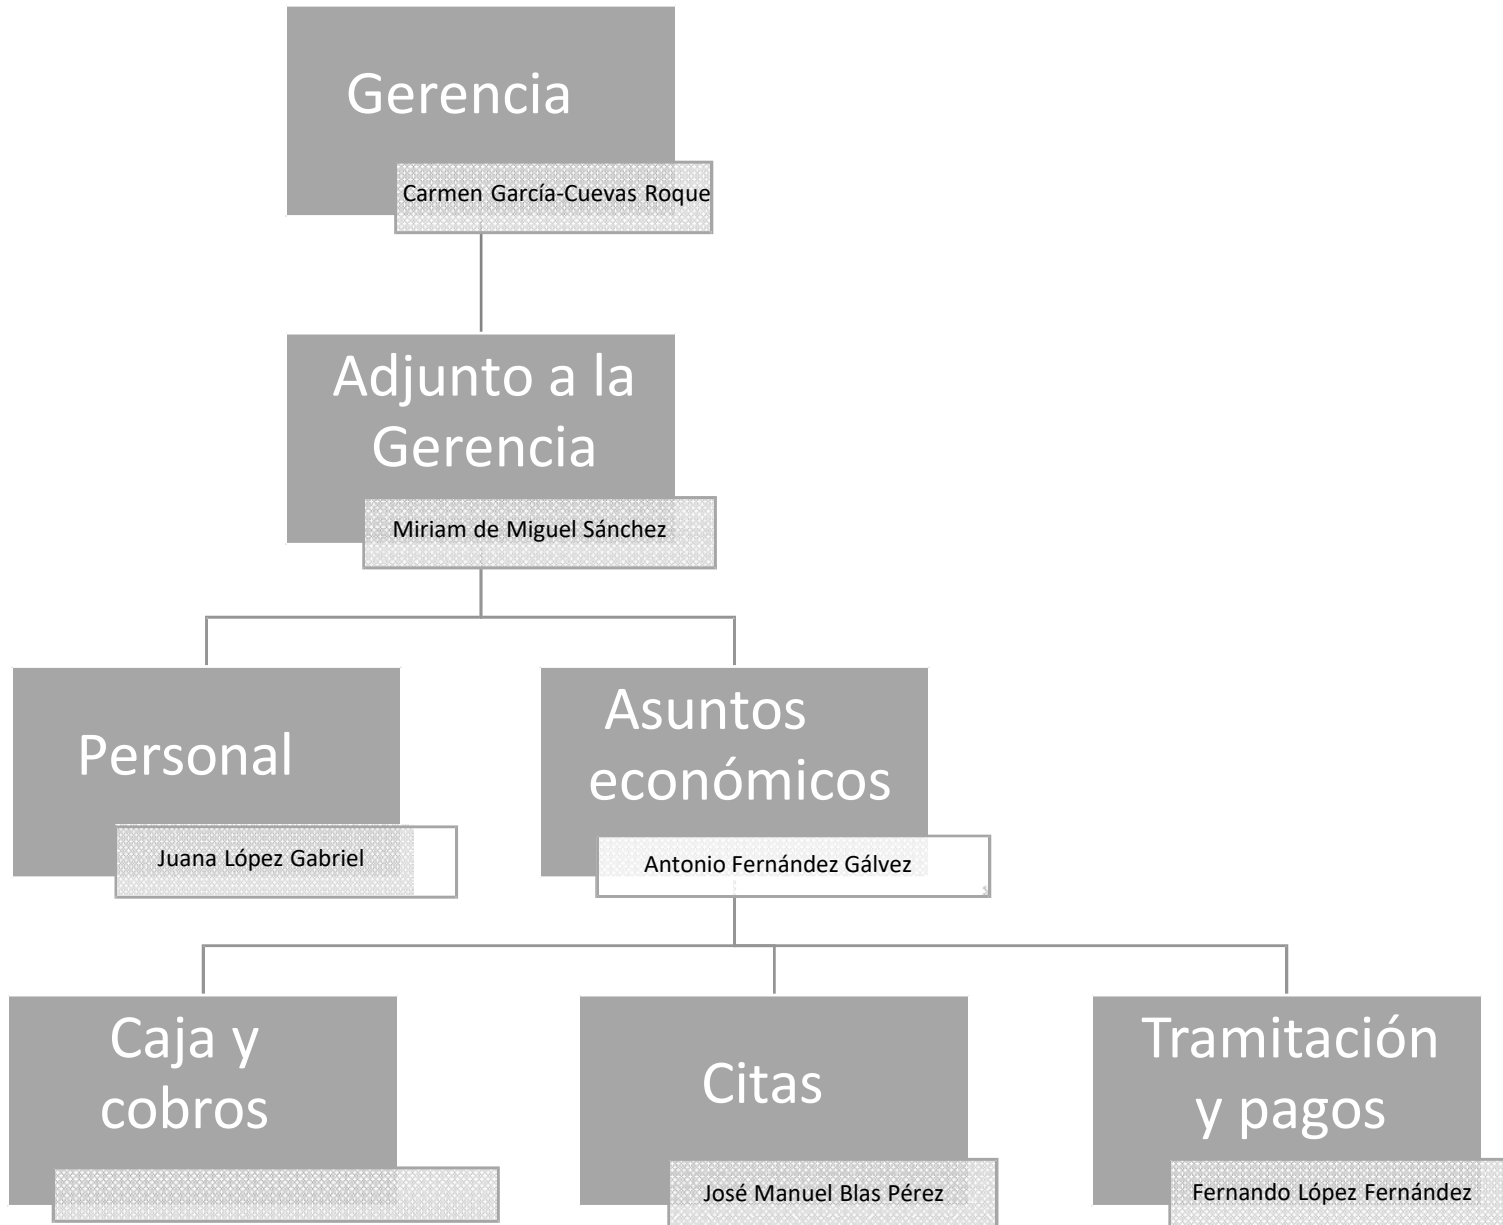 Gerencia
Carmen García-Cuevas Roque
Adjunto a la
Gerencia
Miriam de Miguel Sánchez
Personal
Juana López Gabriel
Asuntos
económicos
Antonio Fernández Gálvez
Caja y
cobros
Citas
José Manuel Blas Pérez
Tramitación
y pagos
Fernando López Fernández